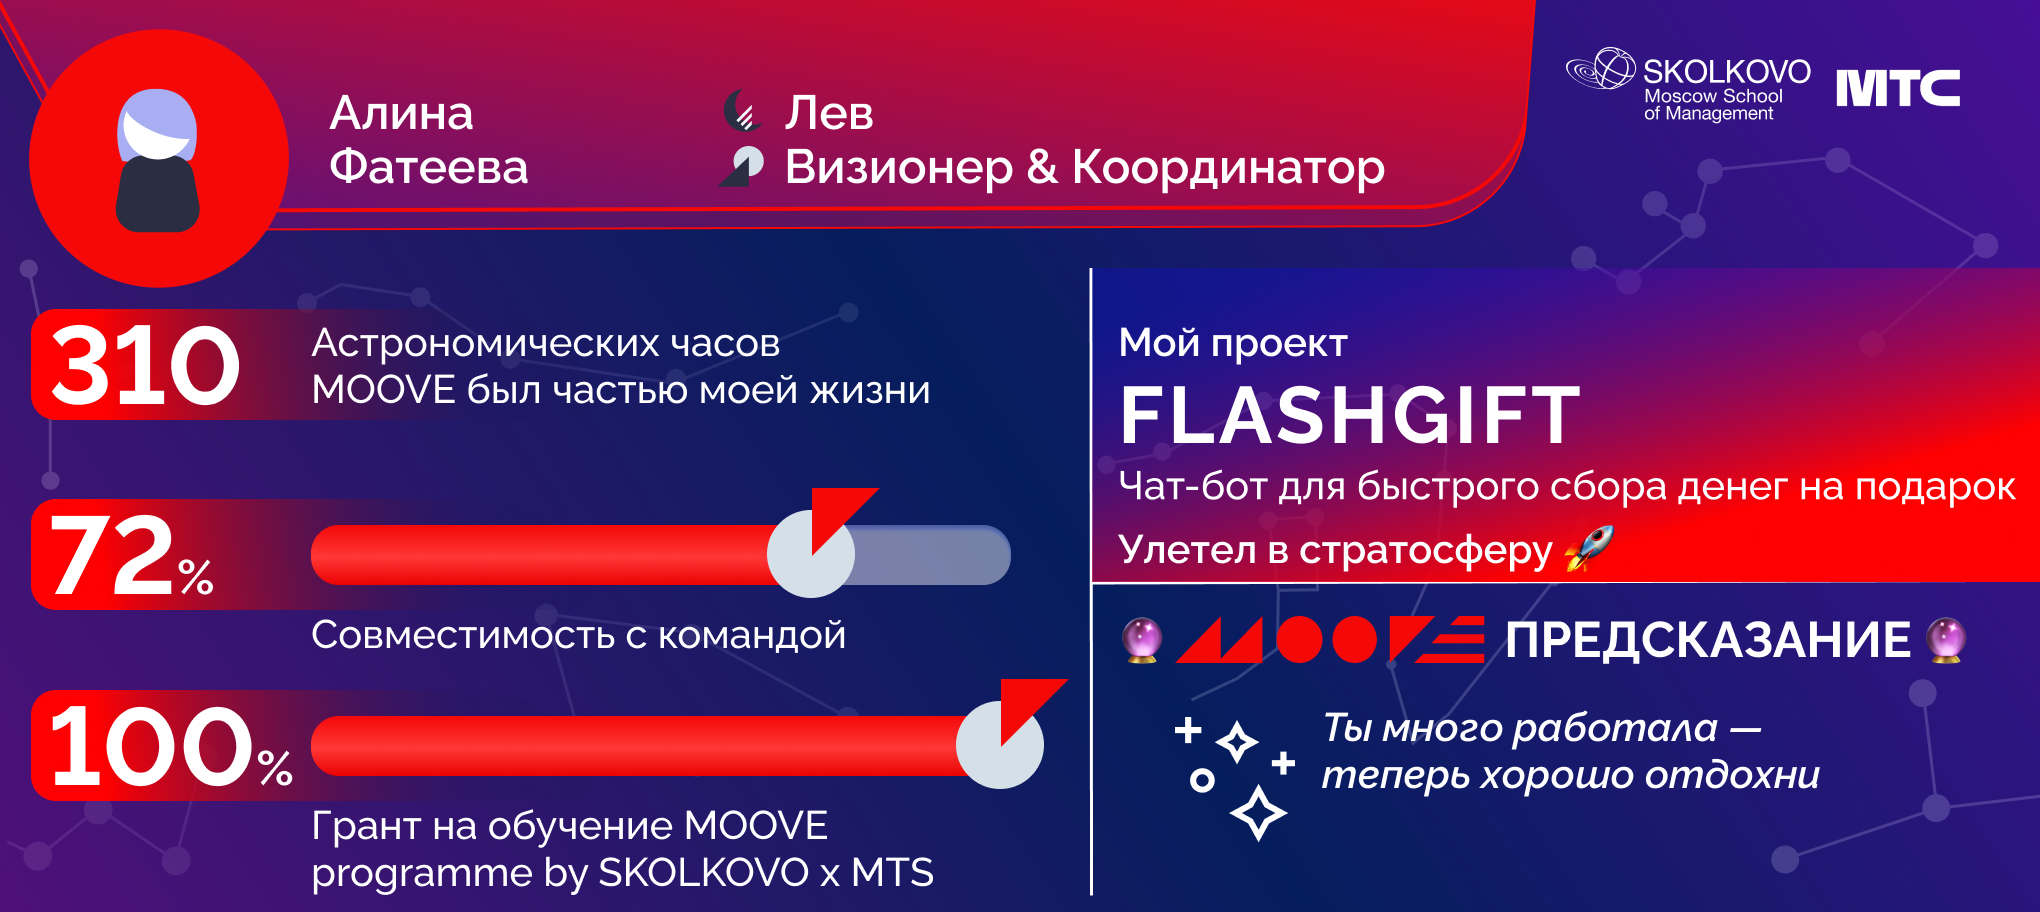 Алина
Фатеева
Лев
Визионер & Координатор
SKOLKOVO
Moscow School
of Management
МТС
310
Астрономических часов
MOOVE был частью моей жизни
72%
Совместимость с командой
100%
Грант на обучение MOOVE
programme by SKOLKOVO x MTS
Мой проект
FLASHGIFT
Чат-бот для быстрого сбора денег на подарок
Улетел в стратосферу 🚀
🔮 MOOVE ПРЕДСКАЗАНИЕ 🔮
Ты много работала —
теперь хорошо отдохни